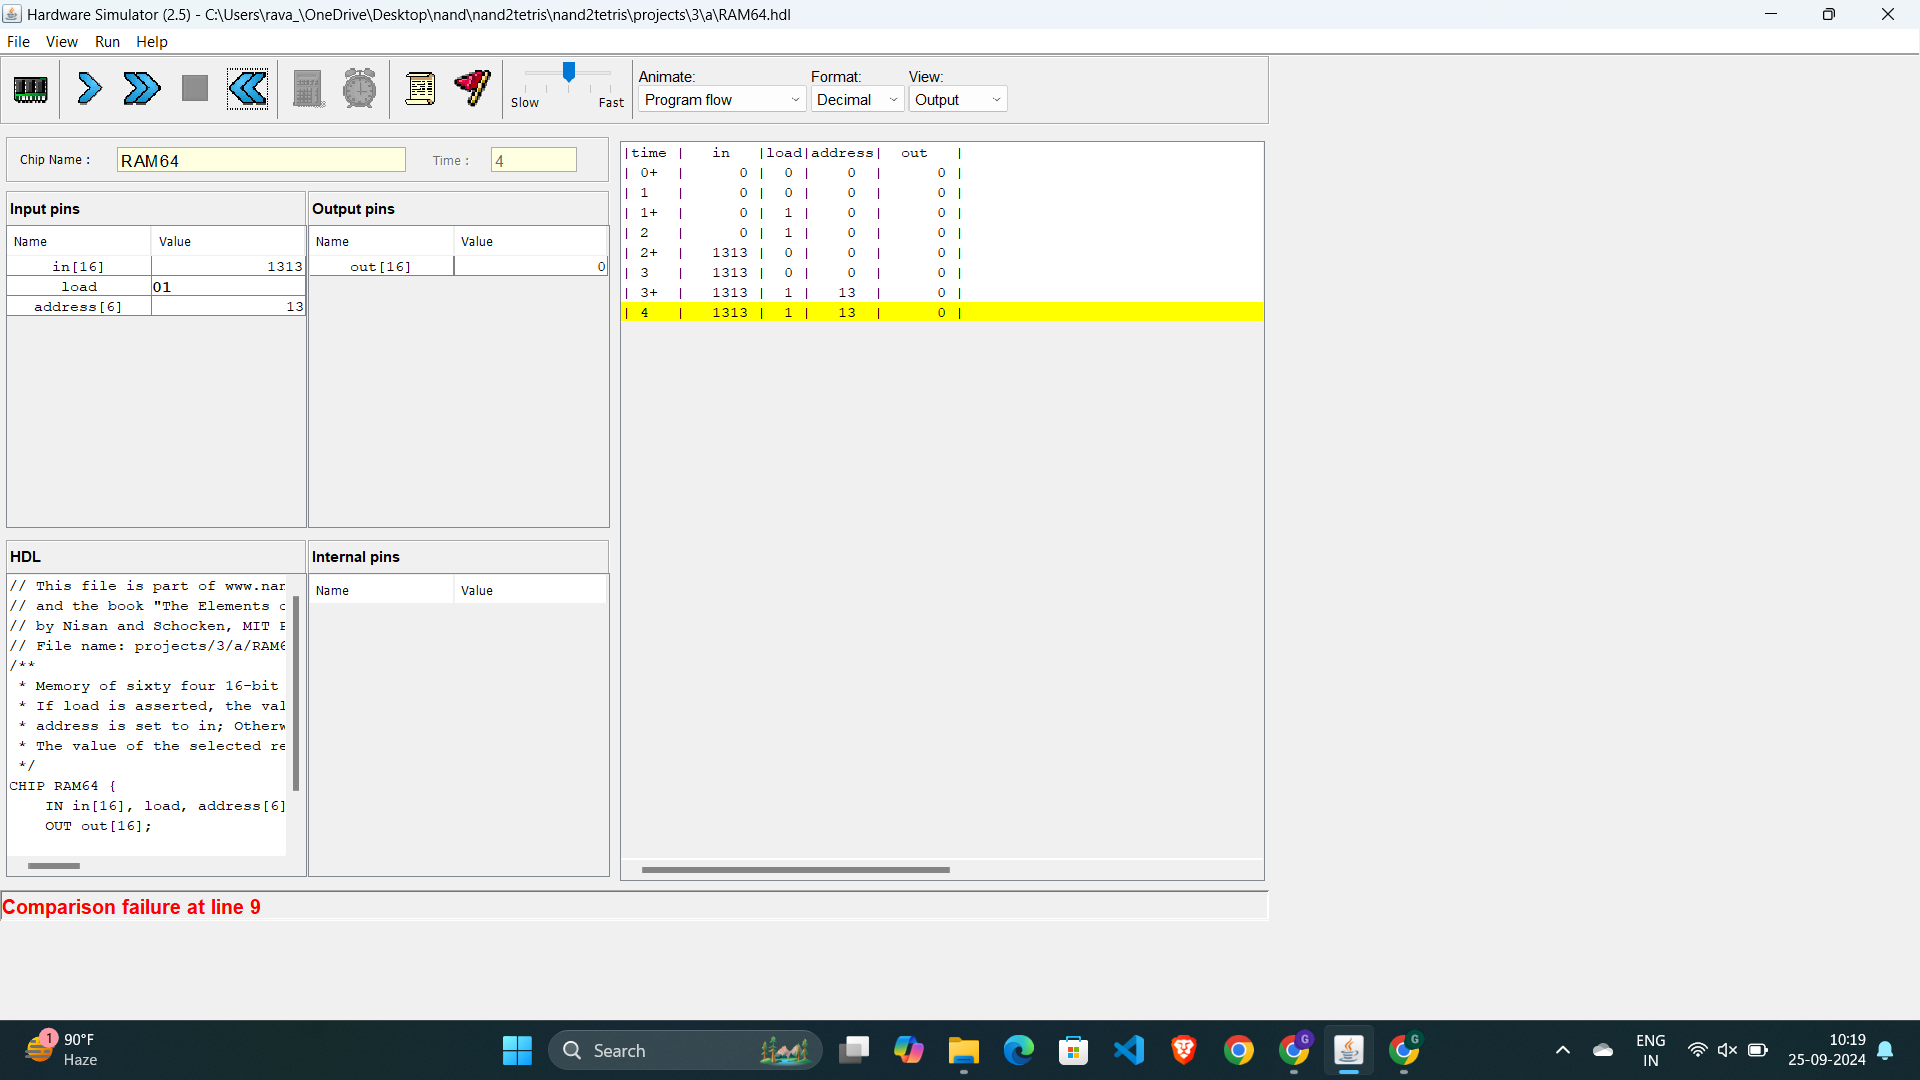 Hardware Simulator (2.5) - C:\Users\rava_\OneDrive\Desktop\nand\nand2tetris\nand2tetris\projects\3\a\RAM64.hdl
File View Run Help
Slow Fast
Animate: Format: View:
Program flow Decimal Output
Chip Name : RAM64 Time : 4
Input pins
Name Value
in[16] 1313
load 01
address[6] 13
Output pins
Name Value
out[16] 0
|time | in |load|address| out |
| 0+ | 0 | 0 | 0 | 0 |
| 1 | 0 | 0 | 0 | 0 |
| 1+ | 0 | 1 | 0 | 0 |
| 2 | 0 | 1 | 0 | 0 |
| 2+ | 1313 | 0 | 0 | 0 |
| 3 | 1313 | 0 | 0 | 0 |
| 3+ | 1313 | 1 | 13 | 0 |
| 4 | 1313 | 1 | 13 | 0 |
HDL
// This file is part of www.nan
// and the book "The Elements o
// by Nisan and Schocken, MIT P
// File name: projects/3/a/RAM6
/**
* Memory of sixty four 16-bit
* If load is asserted, the val
* address is set to in; Otherw
* The value of the selected re
*/
CHIP RAM64 {
IN in[16], load, address[6]
OUT out[16];
Internal pins
Name Value
Comparison failure at line 9
1
90°F
Haze
Search
G
G
ENG
IN
10:19
25-09-2024